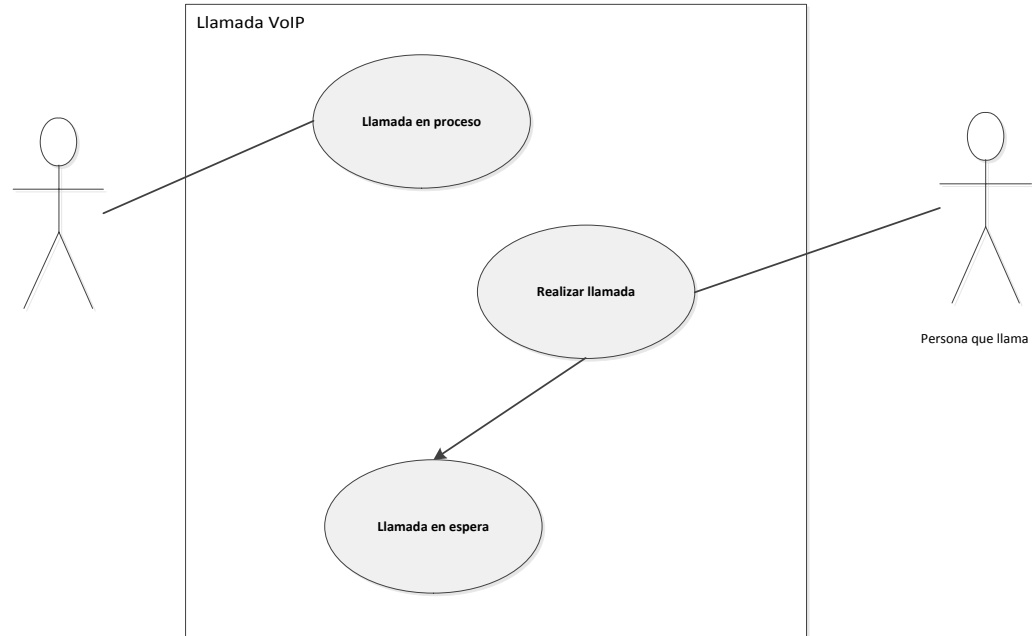 Llamada VoIP
Llamada en proceso
Realizar llamada
Persona que llama
Llamada en espera